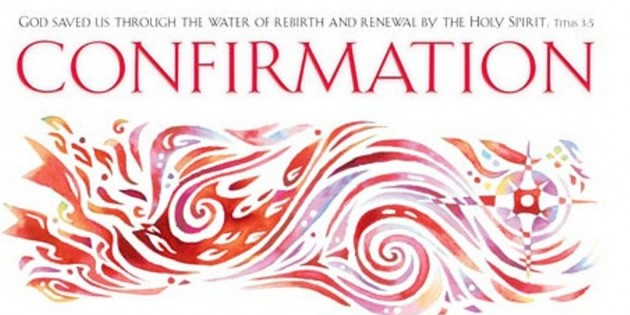 God saved us through the water of rebirth and renewal by the Holy Spirit. Titus 3:5
CONFIRMATION